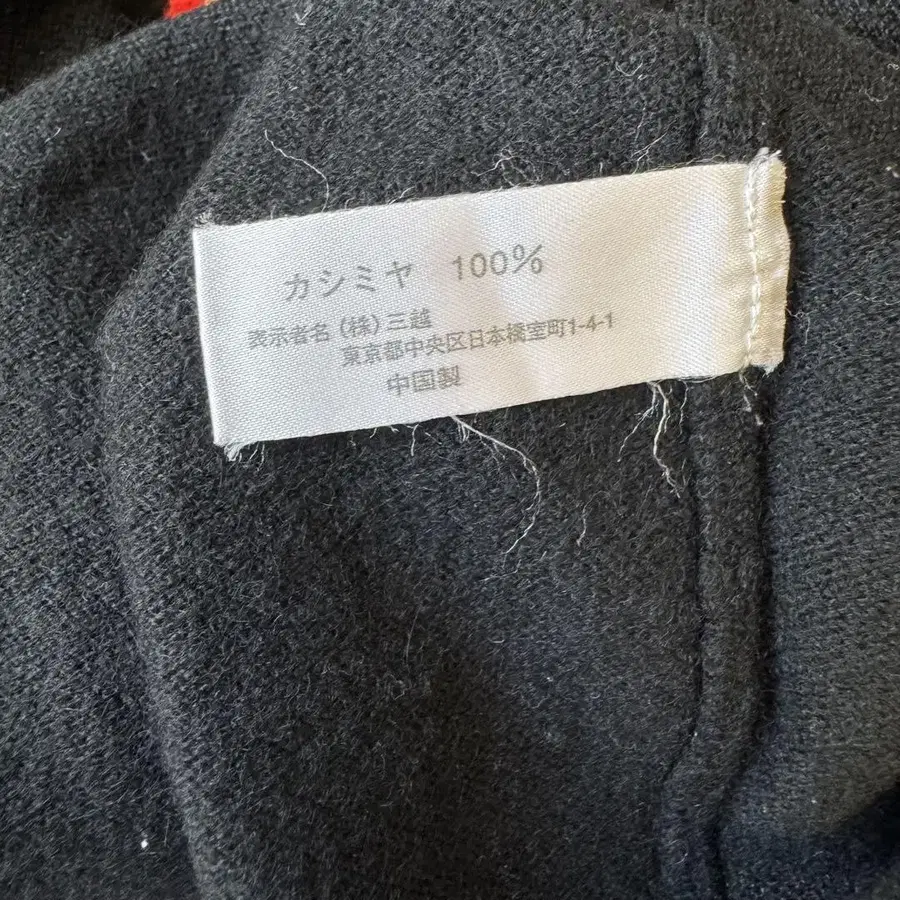 カシミヤ 100%
表示者名 (株) 三越
東京都中央区日本橋室町1-4-1
中国製